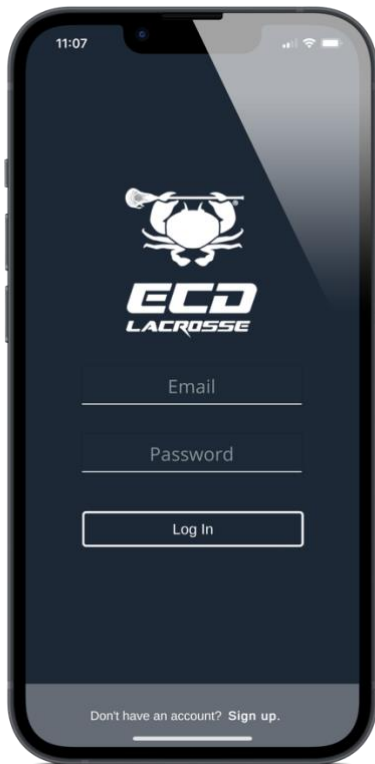 11:07
ECD
LACROSSE
Email
Password
Log In
Don't have an account? Sign up.